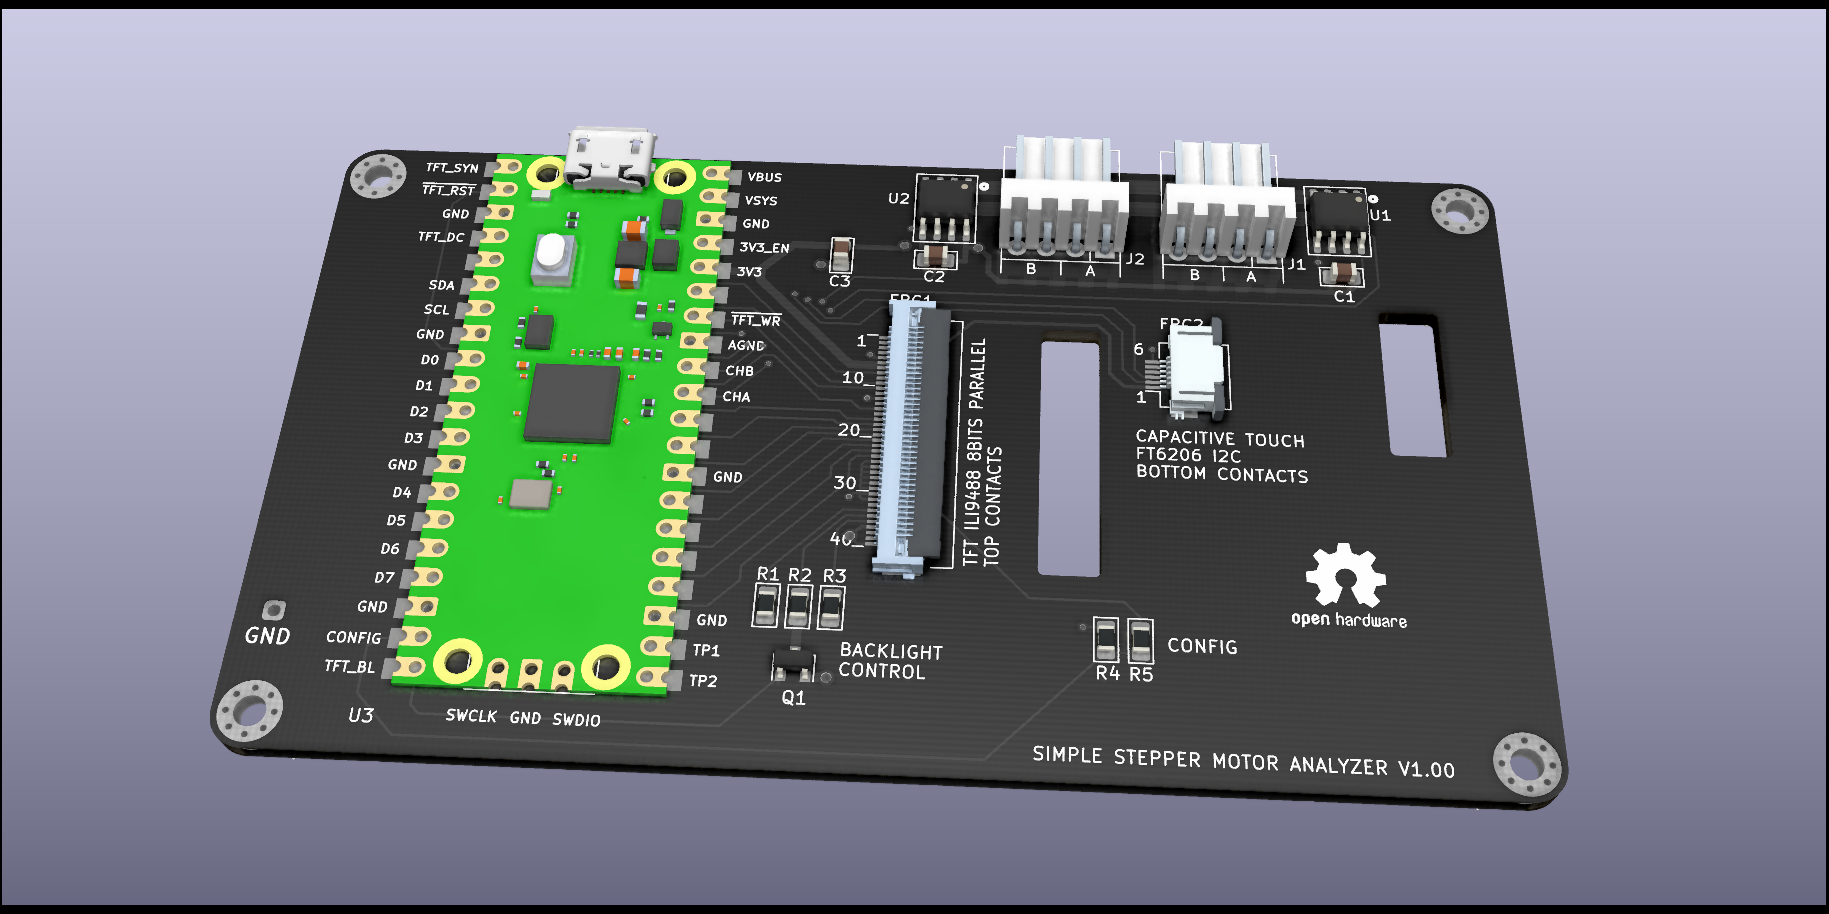 TFT_SYN
TFT_RST
GND
TFT_DC
SDA
SCL
GND
D0
D1
D2
D3
GND
D4
D5
D6
D7
GND
CONFIG
TFT_BL
GND
U3
SWCLK GND SWDIO
VBUS
VSYS
GND
3V3_EN
3V3
TFT_WR
AGND
CHB
CHA
GND
GND
TP1
TP2
U2
C2
C3
B A
J2
B A
J1
U1
C1
FPC1
1
10
20
30
40
TFT ILI9488 8BITS PARALLEL
TOP CONTACTS
FPC2
6
1
CAPACITIVE TOUCH
FT6206 I2C
BOTTOM CONTACTS
R1 R2 R3
BACKLIGHT
CONTROL
Q1
R4 R5
CONFIG
open hardware
SIMPLE STEPPER MOTOR ANALYZER V1.00